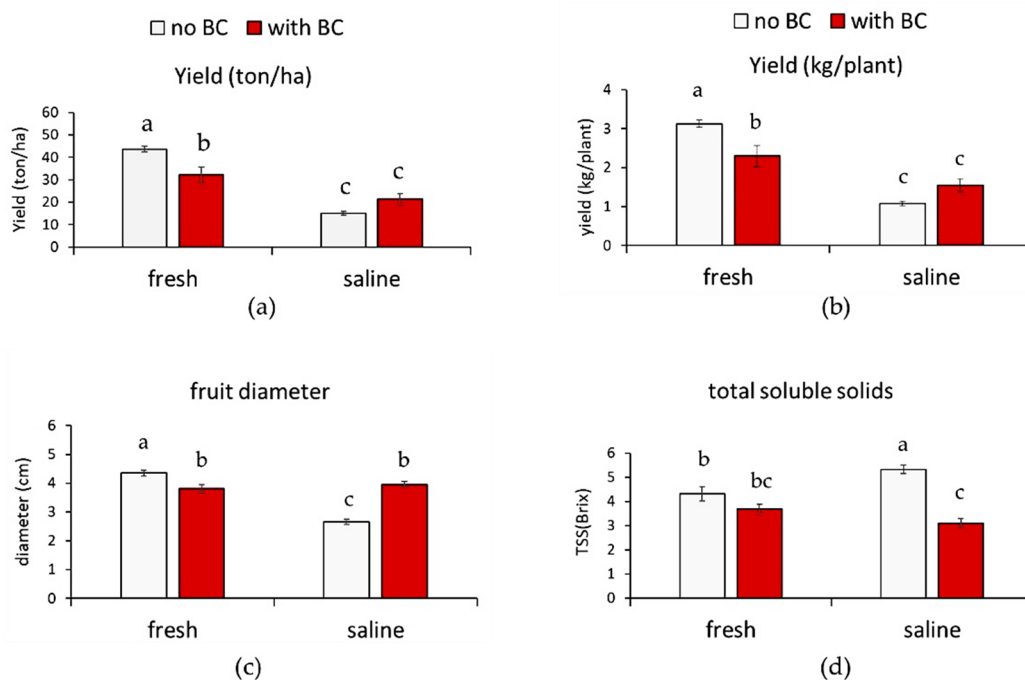 no BC with BC
Yield (ton/ha)
Yield (ton/ha)
60
50
40
30
20
10
0
a
b
c
c
fresh saline
(a)
no BC with BC
Yield (kg/plant)
yield (kg/plant)
4
3
2
1
0
a
b
c
c
fresh saline
(b)
fruit diameter
diameter (cm)
6
5
4
3
2
1
0
a
b
c
b
fresh saline
(c)
total soluble solids
TSS(Brix)
6
5
4
3
2
1
0
b
bc
a
c
fresh saline
(d)